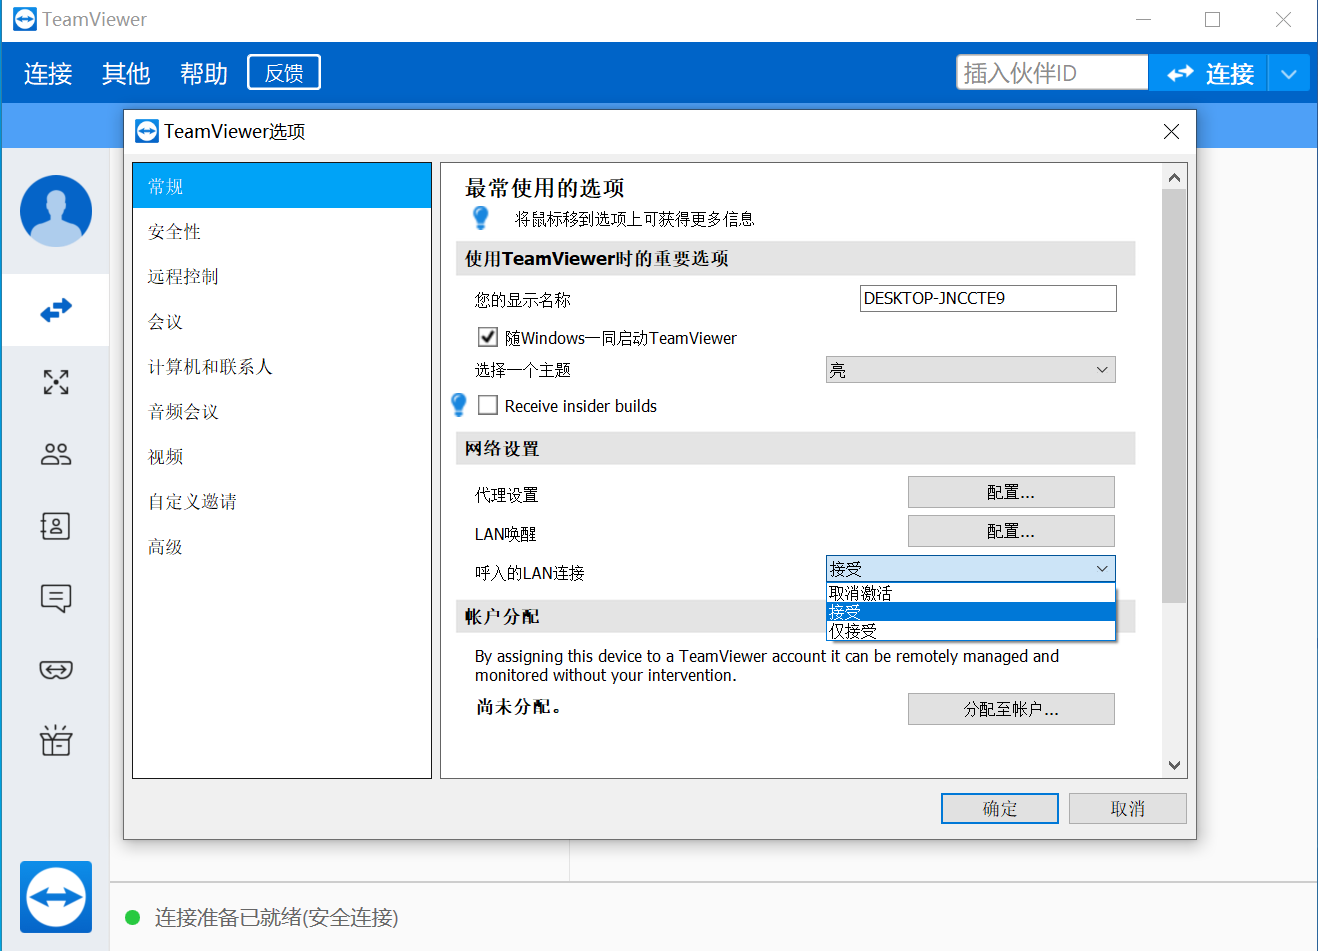 TeamViewer
连接 其他 帮助 反馈 插入伙伴ID 连接
TeamViewer选项
常规
安全性
远程控制
会议
计算机和联系人
音频会议
视频
自定义邀请
高级
最常使用的选项
将鼠标移到选项上可获得更多信息
使用TeamViewer时的重要选项
您的显示名称 DESKTOP-JNCCTE9
随Windows一同启动TeamViewer
选择一个主题 亮
Receive insider builds
网络设置
代理设置 配置...
LAN唤醒 配置...
呼入的LAN连接 接受
取消激活
接受
仅接受
帐户分配
By assigning this device to a TeamViewer account it can be remotely managed and
monitored without your intervention.
尚未分配。 分配至帐户...
确定 取消
连接准备已就绪(安全连接)